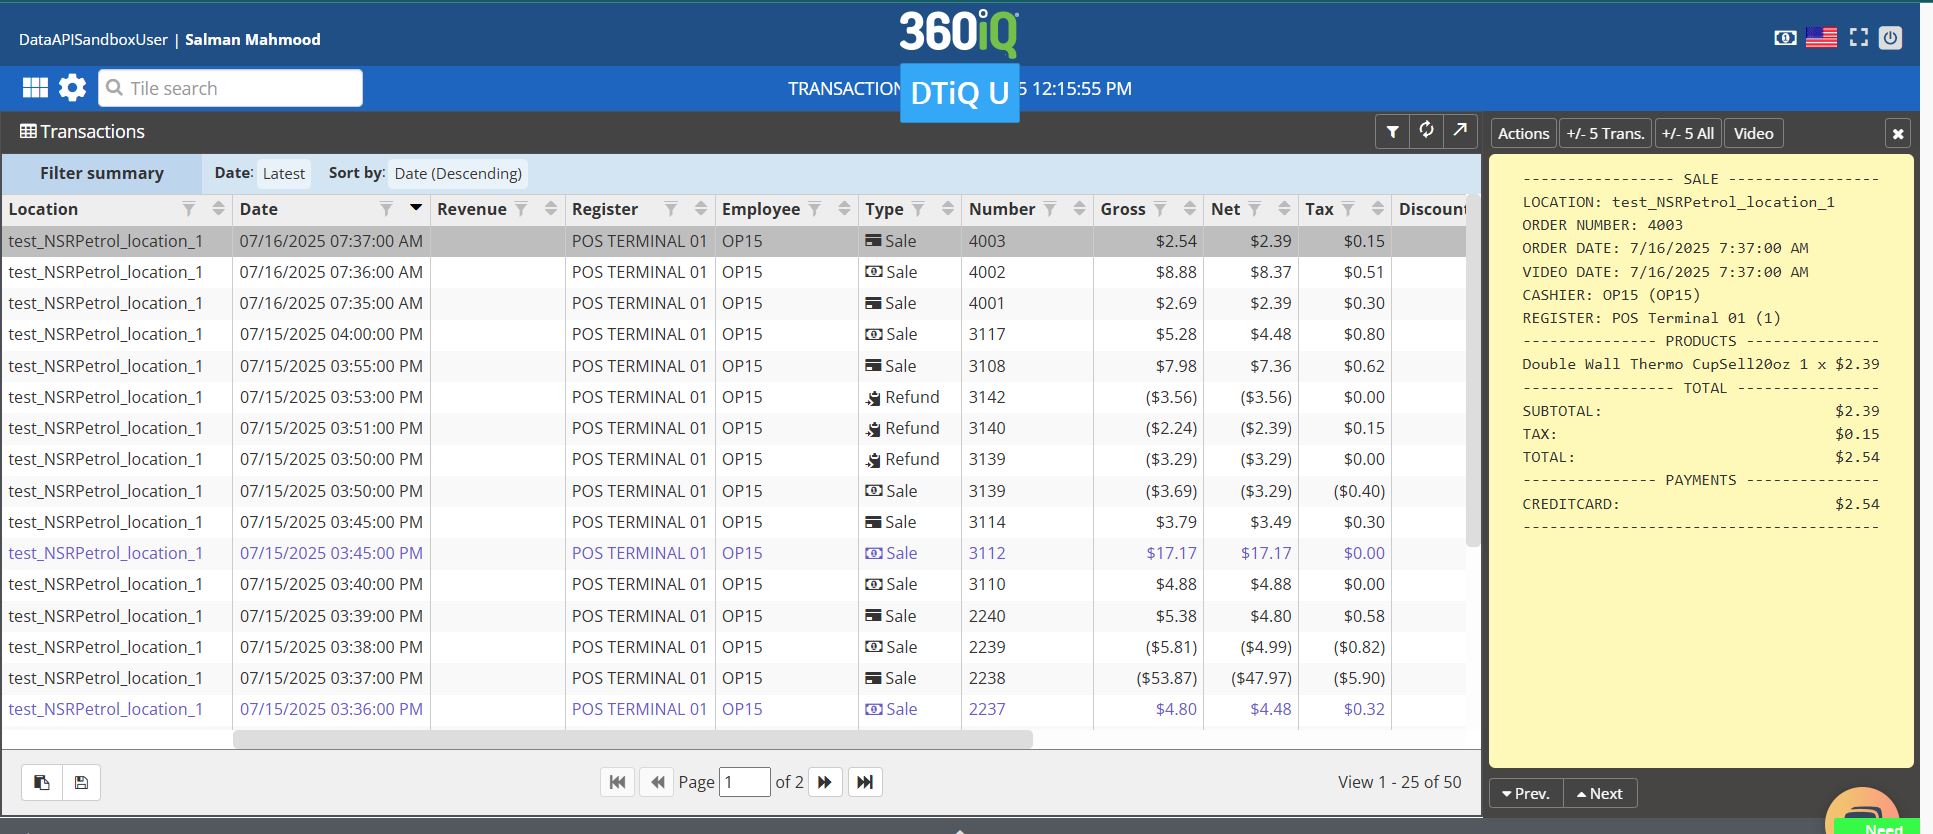 DataAPISandboxUser | Salman Mahmood
360iQ
Tile search
TRANSACTION
DTiQ U
5 12:15:55 PM
Transactions
Filter summary Date: Latest Sort by: Date (Descending)
Location Date Revenue Register Employee Type Number Gross Net Tax Discount
test_NSRPetrol_location_1 07/16/2025 07:37:00 AM POS TERMINAL 01 OP15 Sale 4003 $2.54 $2.39 $0.15
test_NSRPetrol_location_1 07/16/2025 07:36:00 AM POS TERMINAL 01 OP15 Sale 4002 $8.88 $8.37 $0.51
test_NSRPetrol_location_1 07/16/2025 07:35:00 AM POS TERMINAL 01 OP15 Sale 4001 $2.69 $2.39 $0.30
test_NSRPetrol_location_1 07/15/2025 04:00:00 PM POS TERMINAL 01 OP15 Sale 3117 $5.28 $4.48 $0.80
test_NSRPetrol_location_1 07/15/2025 03:55:00 PM POS TERMINAL 01 OP15 Sale 3108 $7.98 $7.36 $0.62
test_NSRPetrol_location_1 07/15/2025 03:53:00 PM POS TERMINAL 01 OP15 Refund 3142 ($3.56) ($3.56) $0.00
test_NSRPetrol_location_1 07/15/2025 03:51:00 PM POS TERMINAL 01 OP15 Refund 3140 ($2.24) ($2.39) $0.15
test_NSRPetrol_location_1 07/15/2025 03:50:00 PM POS TERMINAL 01 OP15 Refund 3139 ($3.29) ($3.29) $0.00
test_NSRPetrol_location_1 07/15/2025 03:50:00 PM POS TERMINAL 01 OP15 Sale 3139 ($3.69) ($3.29) ($0.40)
test_NSRPetrol_location_1 07/15/2025 03:45:00 PM POS TERMINAL 01 OP15 Sale 3114 $3.79 $3.49 $0.30
test_NSRPetrol_location_1 07/15/2025 03:45:00 PM POS TERMINAL 01 OP15 Sale 3112 $17.17 $17.17 $0.00
test_NSRPetrol_location_1 07/15/2025 03:40:00 PM POS TERMINAL 01 OP15 Sale 3110 $4.88 $4.88 $0.00
test_NSRPetrol_location_1 07/15/2025 03:39:00 PM POS TERMINAL 01 OP15 Sale 2240 $5.38 $4.80 $0.58
test_NSRPetrol_location_1 07/15/2025 03:38:00 PM POS TERMINAL 01 OP15 Sale 2239 ($5.81) ($4.99) ($0.82)
test_NSRPetrol_location_1 07/15/2025 03:37:00 PM POS TERMINAL 01 OP15 Sale 2238 ($53.87) ($47.97) ($5.90)
test_NSRPetrol_location_1 07/15/2025 03:36:00 PM POS TERMINAL 01 OP15 Sale 2237 $4.80 $4.48 $0.32
Page 1 of 2
View 1 - 25 of 50
Actions +/- 5 Trans. +/- 5 All Video
----------------- SALE -----------------
LOCATION: test_NSRPetrol_location_1
ORDER NUMBER: 4003
ORDER DATE: 7/16/2025 7:37:00 AM
VIDEO DATE: 7/16/2025 7:37:00 AM
CASHIER: OP15 (OP15)
REGISTER: POS Terminal 01 (1)
--------------- PRODUCTS ---------------
Double Wall Thermo CupSell20oz 1 x $2.39
----------------- TOTAL ----------------
SUBTOTAL: $2.39
TAX: $0.15
TOTAL: $2.54
--------------- PAYMENTS ---------------
CREDITCARD: $2.54
----------------------------------------
Prev. Next
Need